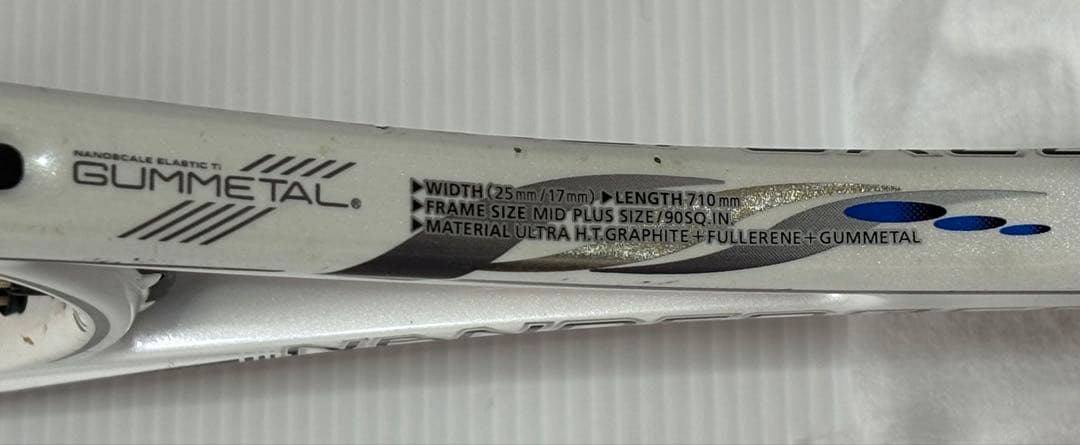 NANOSCALE ELASTIC Ti
GUMMETAL®
▶WIDTH(25mm/17mm) ▶LENGTH 710mm
▶FRAME SIZE MID PLUS SIZE/90SQ.IN.
▶MATERIAL ULTRA H.T.GRAPHITE+FULLERENE+GUMMETAL